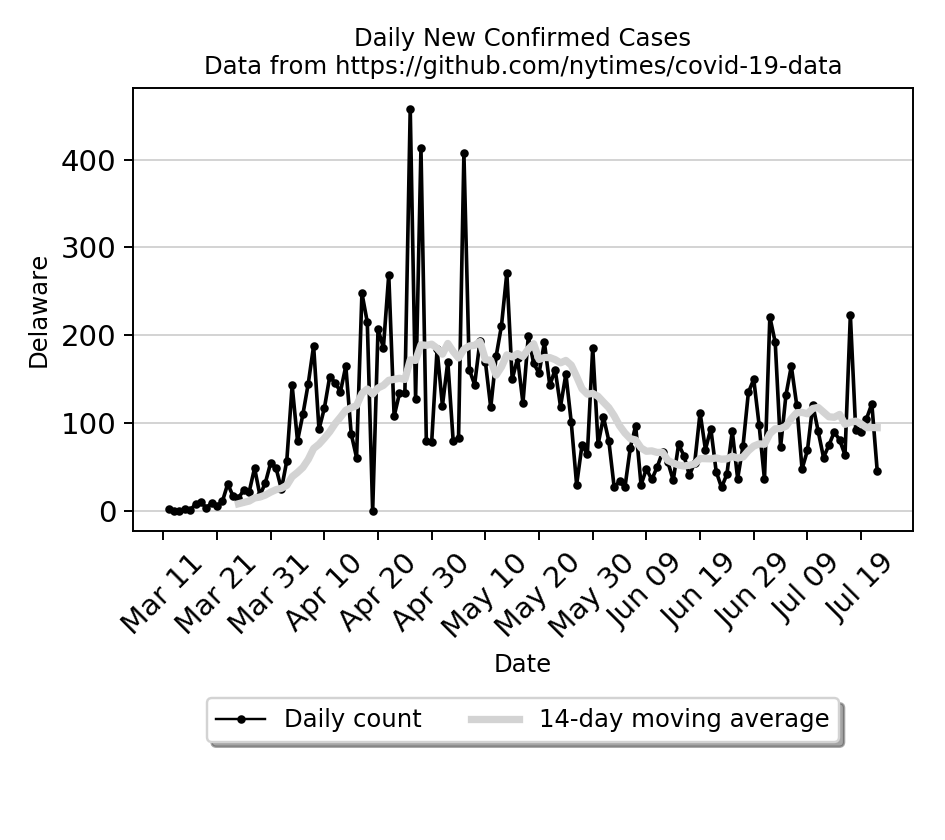 Daily New Confirmed Cases
Data from https://github.com/nytimes/covid-19-data
400
300
200
100
0
Delaware
Mar 11
Mar 21
Mar 31
Apr 10
Apr 20
Apr 30
May 10
May 20
May 30
Jun 09
Jun 19
Jun 29
Jul 09
Jul 19
Date
Daily count
14-day moving average